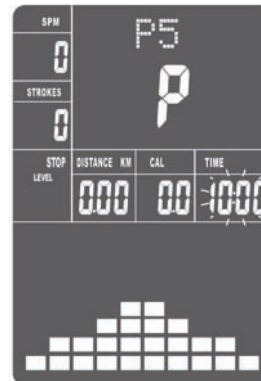 SPM
P5
0
P
STROKES
0
STOP
LEVEL
DISTANCE KM
CAL
TIME
0.00
0.0
10:00